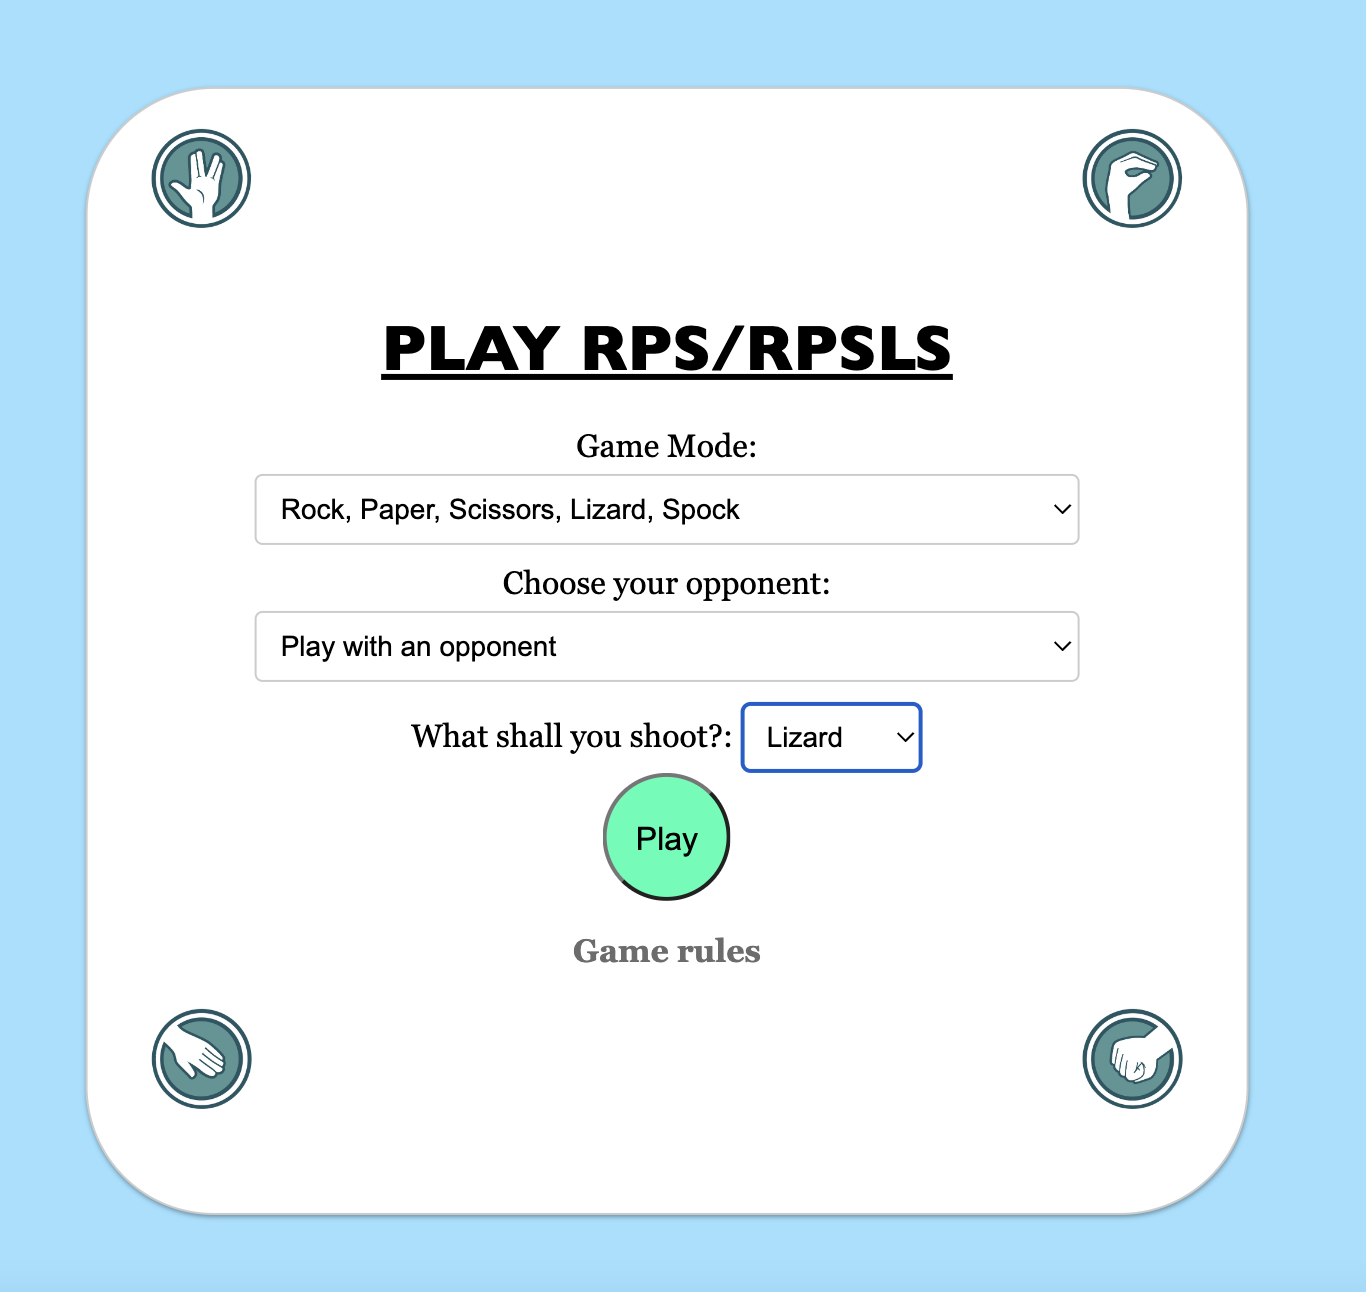 PLAY RPS/RPSLS
Game Mode:
Rock, Paper, Scissors, Lizard, Spock
Choose your opponent:
Play with an opponent
What shall you shoot?: Lizard
Play
Game rules